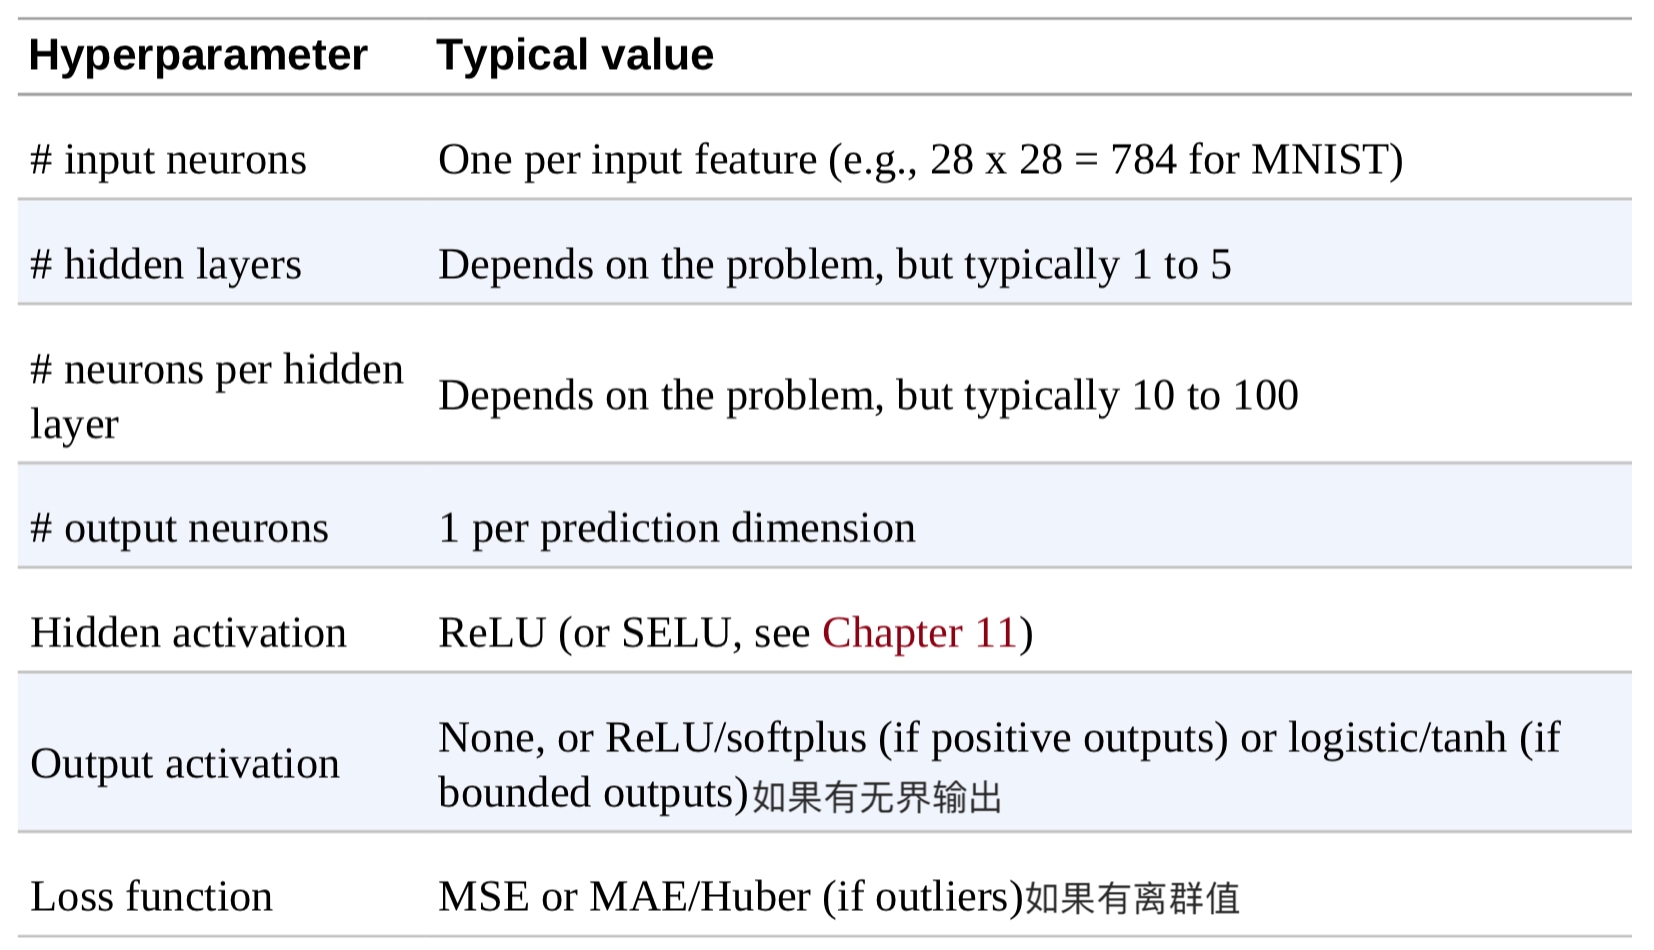 Hyperparameter Typical value
# input neurons One per input feature (e.g., 28 x 28 = 784 for MNIST)
# hidden layers Depends on the problem, but typically 1 to 5
# neurons per hidden
layer Depends on the problem, but typically 10 to 100
# output neurons 1 per prediction dimension
Hidden activation ReLU (or SELU, see Chapter 11)
Output activation None, or ReLU/softplus (if positive outputs) or logistic/tanh (if
bounded outputs)如果有无界输出
Loss function MSE or MAE/Huber (if outliers)如果有离群值